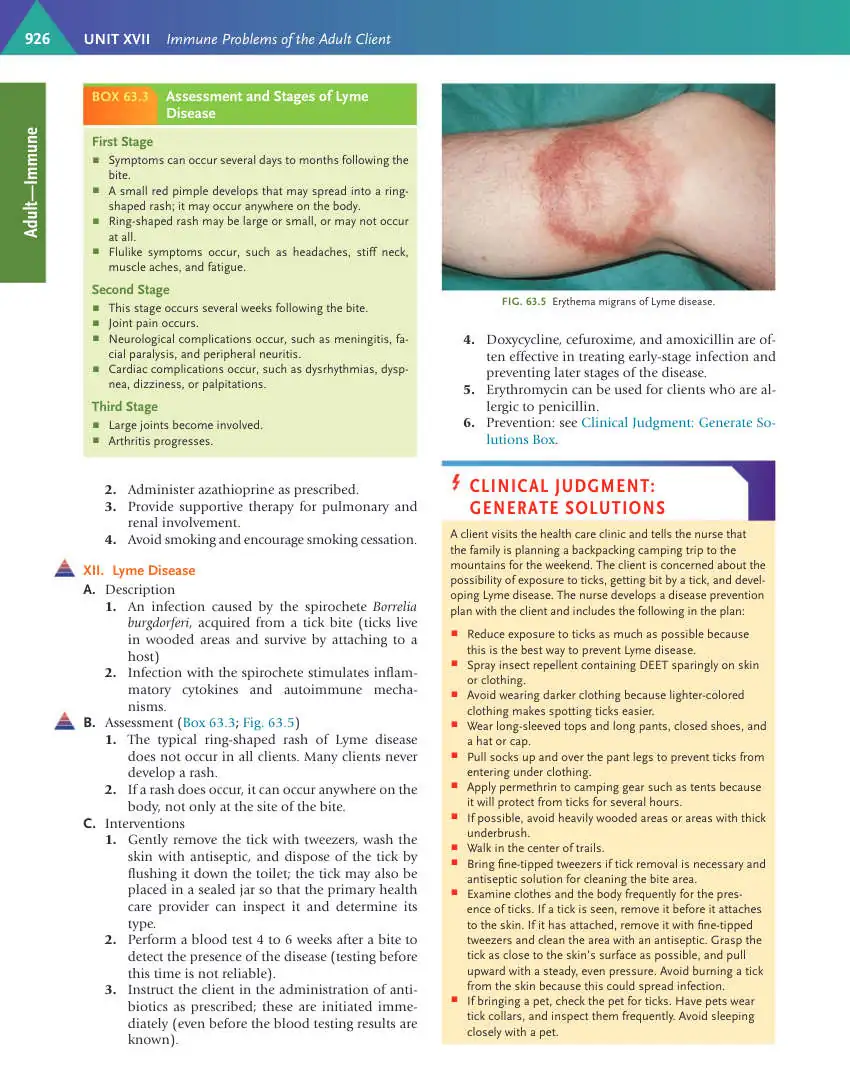 926
UNIT XVII Immune Problems of the Adult Client
Adult—Immune
BOX 63.3 Assessment and Stages of Lyme
Disease
First Stage
■ Symptoms can occur several days to months following the
bite.
■ A small red pimple develops that may spread into a ring-
shaped rash; it may occur anywhere on the body.
■ Ring-shaped rash may be large or small, or may not occur
at all.
■ Flulike symptoms occur, such as headaches, stiff neck,
muscle aches, and fatigue.
Second Stage
■ This stage occurs several weeks following the bite.
■ Joint pain occurs.
■ Neurological complications occur, such as meningitis, fa-
cial paralysis, and peripheral neuritis.
■ Cardiac complications occur, such as dysrhythmias, dysp-
nea, dizziness, or palpitations.
Third Stage
■ Large joints become involved.
■ Arthritis progresses.
2. Administer azathioprine as prescribed.
3. Provide supportive therapy for pulmonary and
renal involvement.
4. Avoid smoking and encourage smoking cessation.
XII. Lyme Disease
A. Description
1. An infection caused by the spirochete Borrelia
burgdorferi, acquired from a tick bite (ticks live
in wooded areas and survive by attaching to a
host)
2. Infection with the spirochete stimulates inflam-
matory cytokines and autoimmune mecha-
nisms.
B. Assessment (Box 63.3; Fig. 63.5)
1. The typical ring-shaped rash of Lyme disease
does not occur in all clients. Many clients never
develop a rash.
2. If a rash does occur, it can occur anywhere on the
body, not only at the site of the bite.
C. Interventions
1. Gently remove the tick with tweezers, wash the
skin with antiseptic, and dispose of the tick by
flushing it down the toilet; the tick may also be
placed in a sealed jar so that the primary health
care provider can inspect it and determine its
type.
2. Perform a blood test 4 to 6 weeks after a bite to
detect the presence of the disease (testing before
this time is not reliable).
3. Instruct the client in the administration of anti-
biotics as prescribed; these are initiated imme-
diately (even before the blood testing results are
known).
FIG. 63.5 Erythema migrans of Lyme disease.
4. Doxycycline, cefuroxime, and amoxicillin are of-
ten effective in treating early-stage infection and
preventing later stages of the disease.
5. Erythromycin can be used for clients who are al-
lergic to penicillin.
6. Prevention: see Clinical Judgment: Generate So-
lutions Box.
CLINICAL JUDGMENT:
GENERATE SOLUTIONS
A client visits the health care clinic and tells the nurse that
the family is planning a backpacking camping trip to the
mountains for the weekend. The client is concerned about the
possibility of exposure to ticks, getting bit by a tick, and devel-
oping Lyme disease. The nurse develops a disease prevention
plan with the client and includes the following in the plan:
■ Reduce exposure to ticks as much as possible because
this is the best way to prevent Lyme disease.
■ Spray insect repellent containing DEET sparingly on skin
or clothing.
■ Avoid wearing darker clothing because lighter-colored
clothing makes spotting ticks easier.
■ Wear long-sleeved tops and long pants, closed shoes, and
a hat or cap.
■ Pull socks up and over the pant legs to prevent ticks from
entering under clothing.
■ Apply permethrin to camping gear such as tents because
it will protect from ticks for several hours.
■ If possible, avoid heavily wooded areas or areas with thick
underbrush.
■ Walk in the center of trails.
■ Bring fine-tipped tweezers if tick removal is necessary and
antiseptic solution for cleaning the bite area.
■ Examine clothes and the body frequently for the pres-
ence of ticks. If a tick is seen, remove it before it attaches
to the skin. If it has attached, remove it with fine-tipped
tweezers and clean the area with an antiseptic. Grasp the
tick as close to the skin's surface as possible, and pull
upward with a steady, even pressure. Avoid burning a tick
from the skin because this could spread infection.
■ If bringing a pet, check the pet for ticks. Have pets wear
tick collars, and inspect them frequently. Avoid sleeping
closely with a pet.